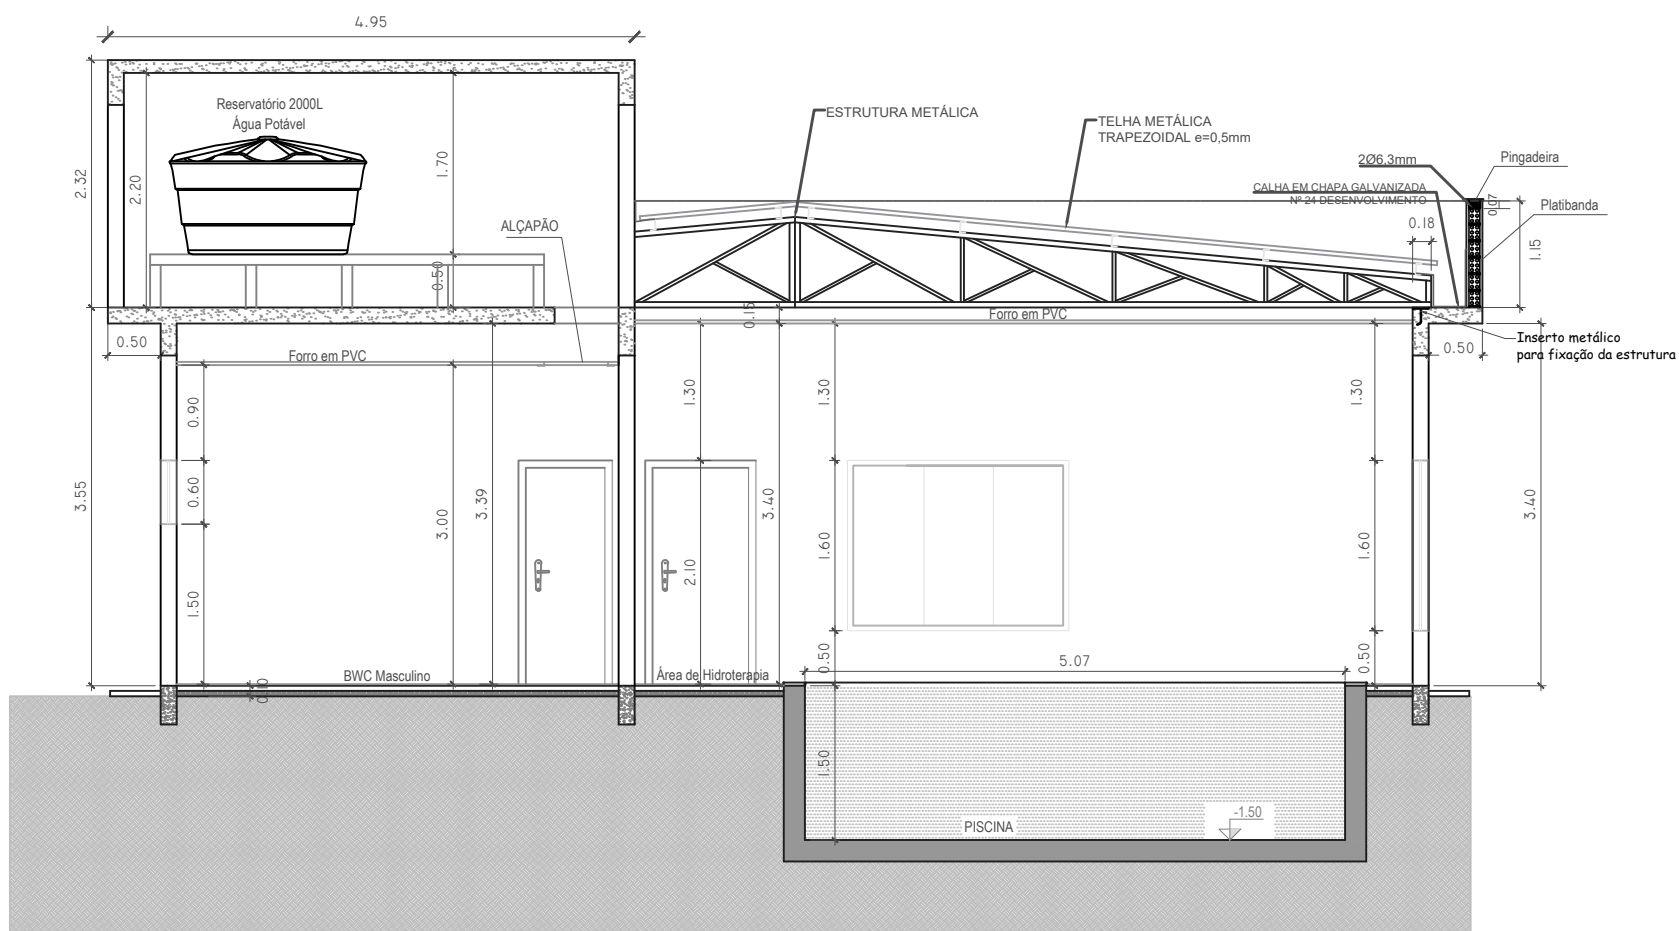 4.95
Reservatório 2000L
Água Potável
2.32
2.20
1.70
0.50
ALÇAPÃO
ESTRUTURA METÁLICA
TELHA METÁLICA
TRAPEZOIDAL e=0,5mm
2Ø6,3mm
CALHA EM CHAPA GALVANIZADA
Nº 24 DESENVOLVIMENTO
Pingadeira
Platibanda
0.07
0.18
1.15
0.15
Forro em PVC
Inserto metálico
para fixação da estrutura
0.50
0.50
Forro em PVC
0.90
0.60
1.50
3.55
3.00
3.39
1.30
2.10
3.40
1.30
1.60
0.50
1.30
1.60
0.50
3.40
BWC Masculino
Área de Hidroterapia
0.10
5.07
1.50
PISCINA
-1.50